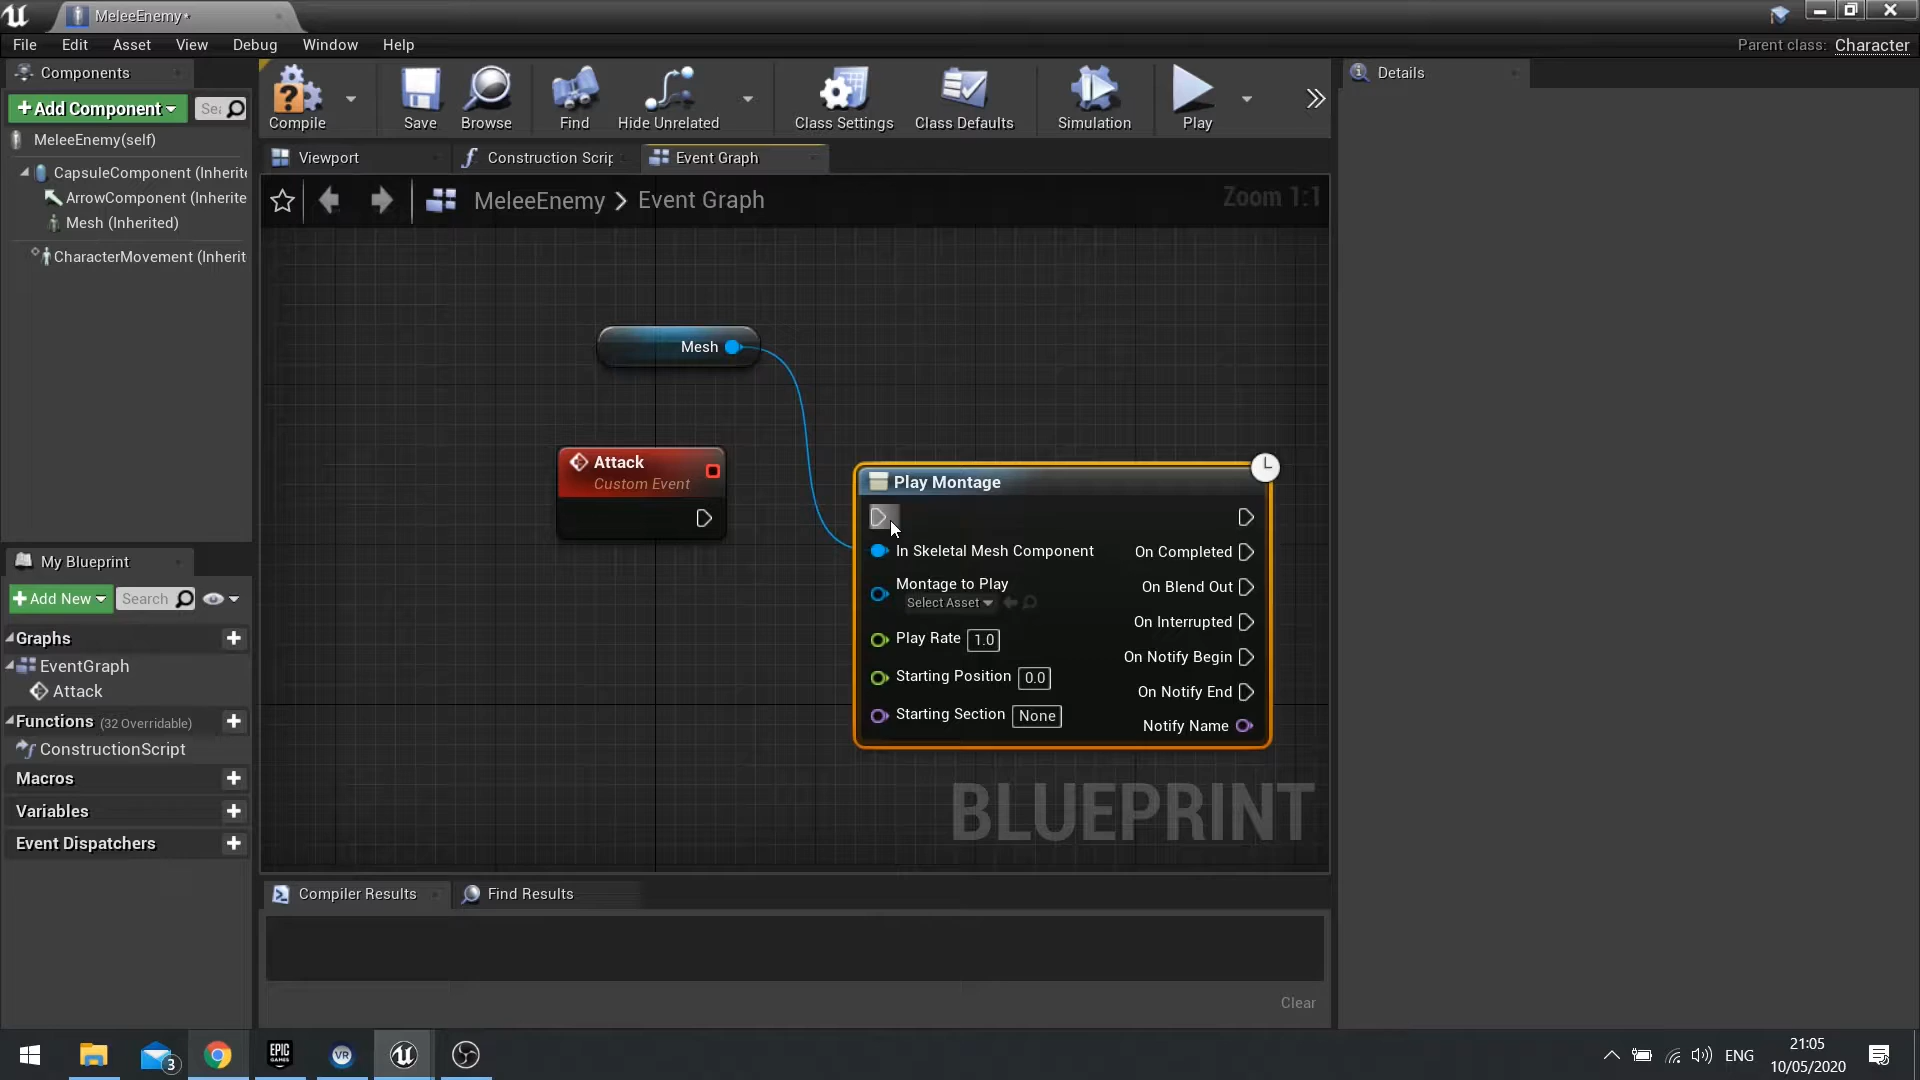 MeleeEnemy*
File Edit Asset View Debug Window Help
Parent class: Character
Components
+Add Component
Sea
MeleeEnemy(self)
CapsuleComponent (Inherite
ArrowComponent (Inherite
Mesh (Inherited)
CharacterMovement (Inherit
Compile
Save
Browse
Find
Hide Unrelated
Class Settings
Class Defaults
Simulation
Play
Details
Viewport
Construction Scrip
Event Graph
MeleeEnemy > Event Graph
Zoom 1:1
Mesh
Attack
Custom Event
Play Montage
In Skeletal Mesh Component
Montage to Play
Select Asset
Play Rate 1.0
Starting Position 0.0
Starting Section None
On Completed
On Blend Out
On Interrupted
On Notify Begin
On Notify End
Notify Name
BLUEPRINT
My Blueprint
+Add New
Search
Graphs
EventGraph
Attack
Functions (32 Overridable)
ConstructionScript
Macros
Variables
Event Dispatchers
Compiler Results
Find Results
Clear
3
EPIC
GAMES
VR
ENG
21:05
10/05/2020